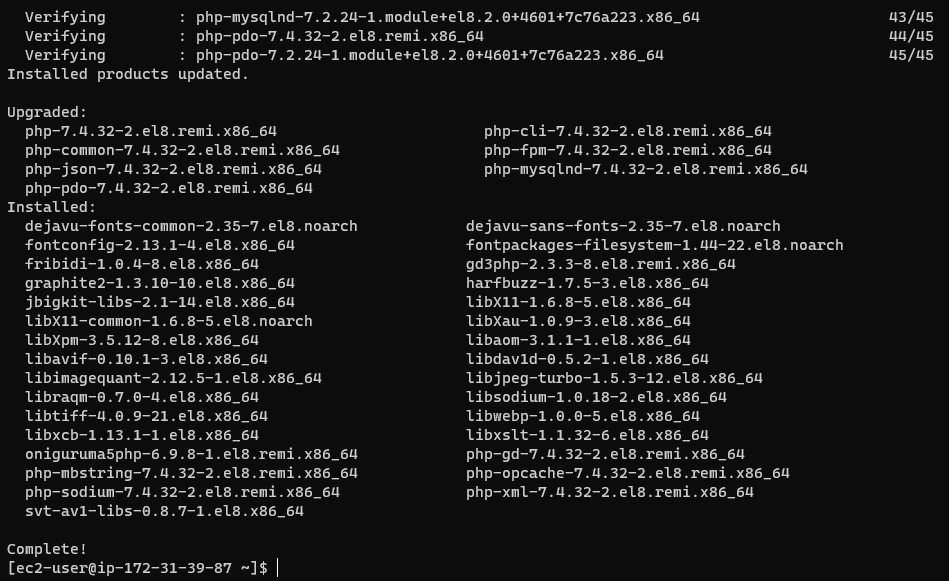 Verifying : php-mysqlnd-7.2.24-1.module+el8.2.0+4601+7c76a223.x86_64 43/45
Verifying : php-pdo-7.4.32-2.el8.remi.x86_64 44/45
Verifying : php-pdo-7.2.24-1.module+el8.2.0+4601+7c76a223.x86_64 45/45
Installed products updated.
Upgraded:
php-7.4.32-2.el8.remi.x86_64 php-cli-7.4.32-2.el8.remi.x86_64
php-common-7.4.32-2.el8.remi.x86_64 php-fpm-7.4.32-2.el8.remi.x86_64
php-json-7.4.32-2.el8.remi.x86_64 php-mysqlnd-7.4.32-2.el8.remi.x86_64
php-pdo-7.4.32-2.el8.remi.x86_64
Installed:
dejavu-fonts-common-2.35-7.el8.noarch dejavu-sans-fonts-2.35-7.el8.noarch
fontconfig-2.13.1-4.el8.x86_64 fontpackages-filesystem-1.44-22.el8.noarch
fribidi-1.0.4-8.el8.x86_64 gd3php-2.3.3-8.el8.remi.x86_64
graphite2-1.3.10-10.el8.x86_64 harfbuzz-1.7.5-3.el8.x86_64
jbigkit-libs-2.1-14.el8.x86_64 libX11-1.6.8-5.el8.x86_64
libX11-common-1.6.8-5.el8.noarch libXau-1.0.9-3.el8.x86_64
libXpm-3.5.12-8.el8.x86_64 libaom-3.1.1-1.el8.x86_64
libavif-0.10.1-3.el8.x86_64 libdav1d-0.5.2-1.el8.x86_64
libimagequant-2.12.5-1.el8.x86_64 libjpeg-turbo-1.5.3-12.el8.x86_64
libraqm-0.7.0-4.el8.x86_64 libsodium-1.0.18-2.el8.x86_64
libtiff-4.0.9-21.el8.x86_64 libwebp-1.0.0-5.el8.x86_64
libxcb-1.13.1-1.el8.x86_64 libxslt-1.1.32-6.el8.x86_64
oniguruma5php-6.9.8-1.el8.remi.x86_64 php-gd-7.4.32-2.el8.remi.x86_64
php-mbstring-7.4.32-2.el8.remi.x86_64 php-opcache-7.4.32-2.el8.remi.x86_64
php-sodium-7.4.32-2.el8.remi.x86_64 php-xml-7.4.32-2.el8.remi.x86_64
svt-av1-libs-0.8.7-1.el8.x86_64
Complete!
[ec2-user@ip-172-31-39-87 ~]$